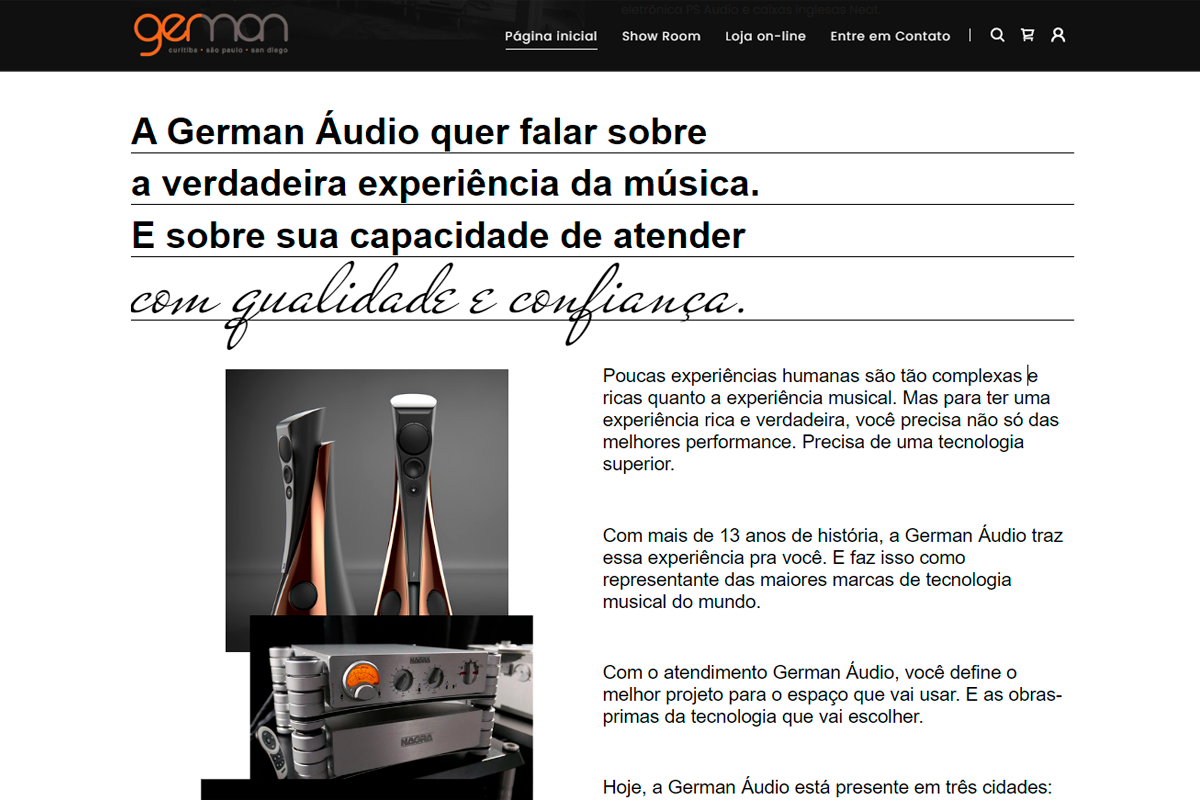 eletrônica PS Audio e caixas inglesas Neat.
german
curitiba • são paulo • san diego
Página inicial
Show Room
Loja on-line
Entre em Contato
A German Áudio quer falar sobre
a verdadeira experiência da música.
E sobre sua capacidade de atender
com qualidade e confiança.
Poucas experiências humanas são tão complexas e
ricas quanto a experiência musical. Mas para ter uma
experiência rica e verdadeira, você precisa não só das
melhores performance. Precisa de uma tecnologia
superior.
Com mais de 13 anos de história, a German Áudio traz
essa experiência pra você. E faz isso como
representante das maiores marcas de tecnologia
musical do mundo.
Com o atendimento German Áudio, você define o
melhor projeto para o espaço que vai usar. E as obras-
primas da tecnologia que vai escolher.
Hoje, a German Áudio está presente em três cidades:
NAGRA
NAGRA